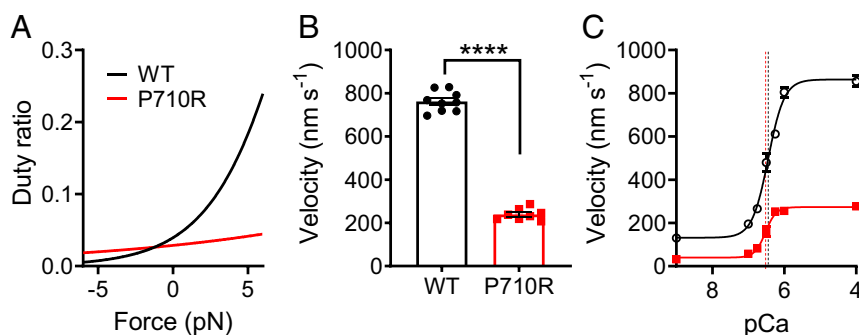 A
Duty ratio
0.3
0.2
0.1
0.0
WT
P710R
-5
0
5
Force (pN)
B
Velocity (nm s⁻¹)
1000
800
600
400
200
0
****
WT
P710R
C
Velocity (nm s⁻¹)
1000
800
600
400
200
0
8
6
4
pCa